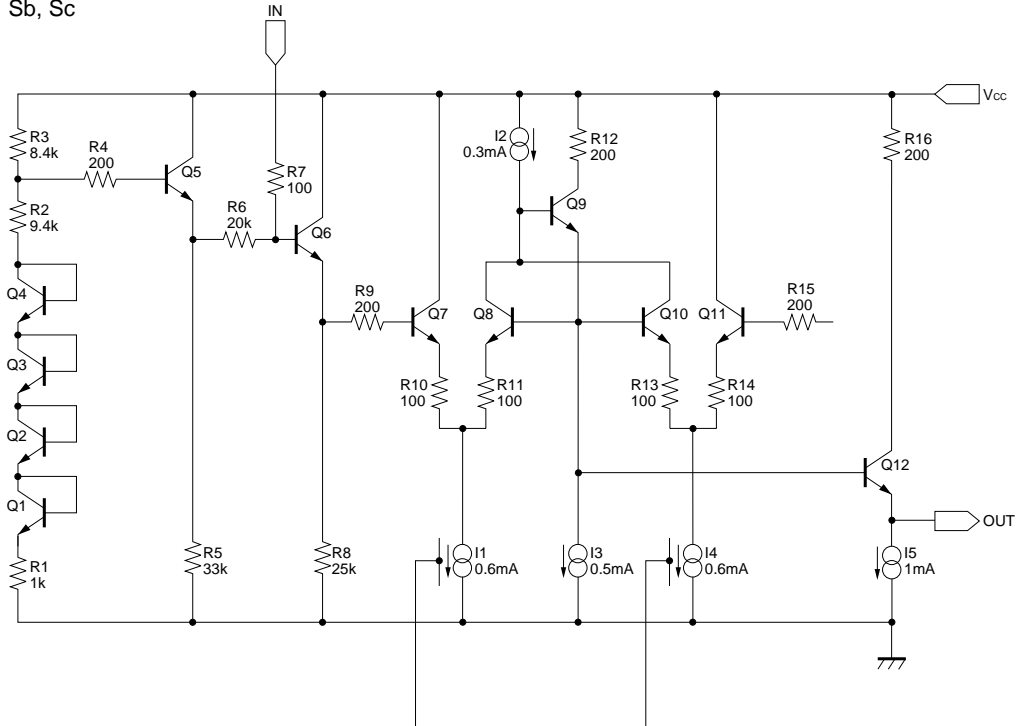 Sb, Sc
IN
Vcc
R3
8.4k
R4
200
Q5
R7
100
I2
0.3mA
R12
200
R16
200
R2
9.4k
R6
20k
Q6
Q9
Q4
R9
200
Q7
Q8
Q10
Q11
R15
200
Q3
R10
100
R11
100
R13
100
R14
100
Q2
Q12
Q1
OUT
R1
1k
R5
33k
R8
25k
I1
0.6mA
I3
0.5mA
I4
0.6mA
I5
1mA